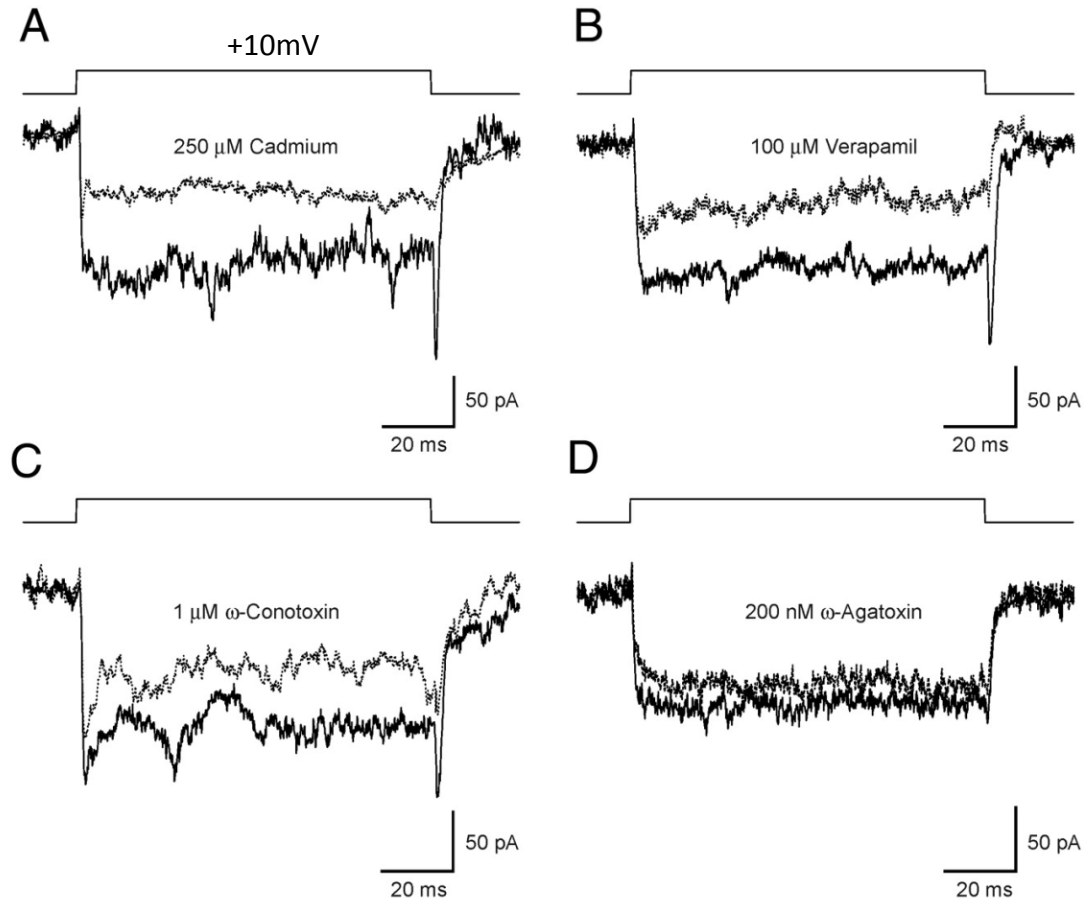 A
+10mV
250 μM Cadmium
50 pA
20 ms
B
100 μM Verapamil
50 pA
20 ms
C
1 μM ω-Conotoxin
50 pA
20 ms
D
200 nM ω-Agatoxin
50 pA
20 ms